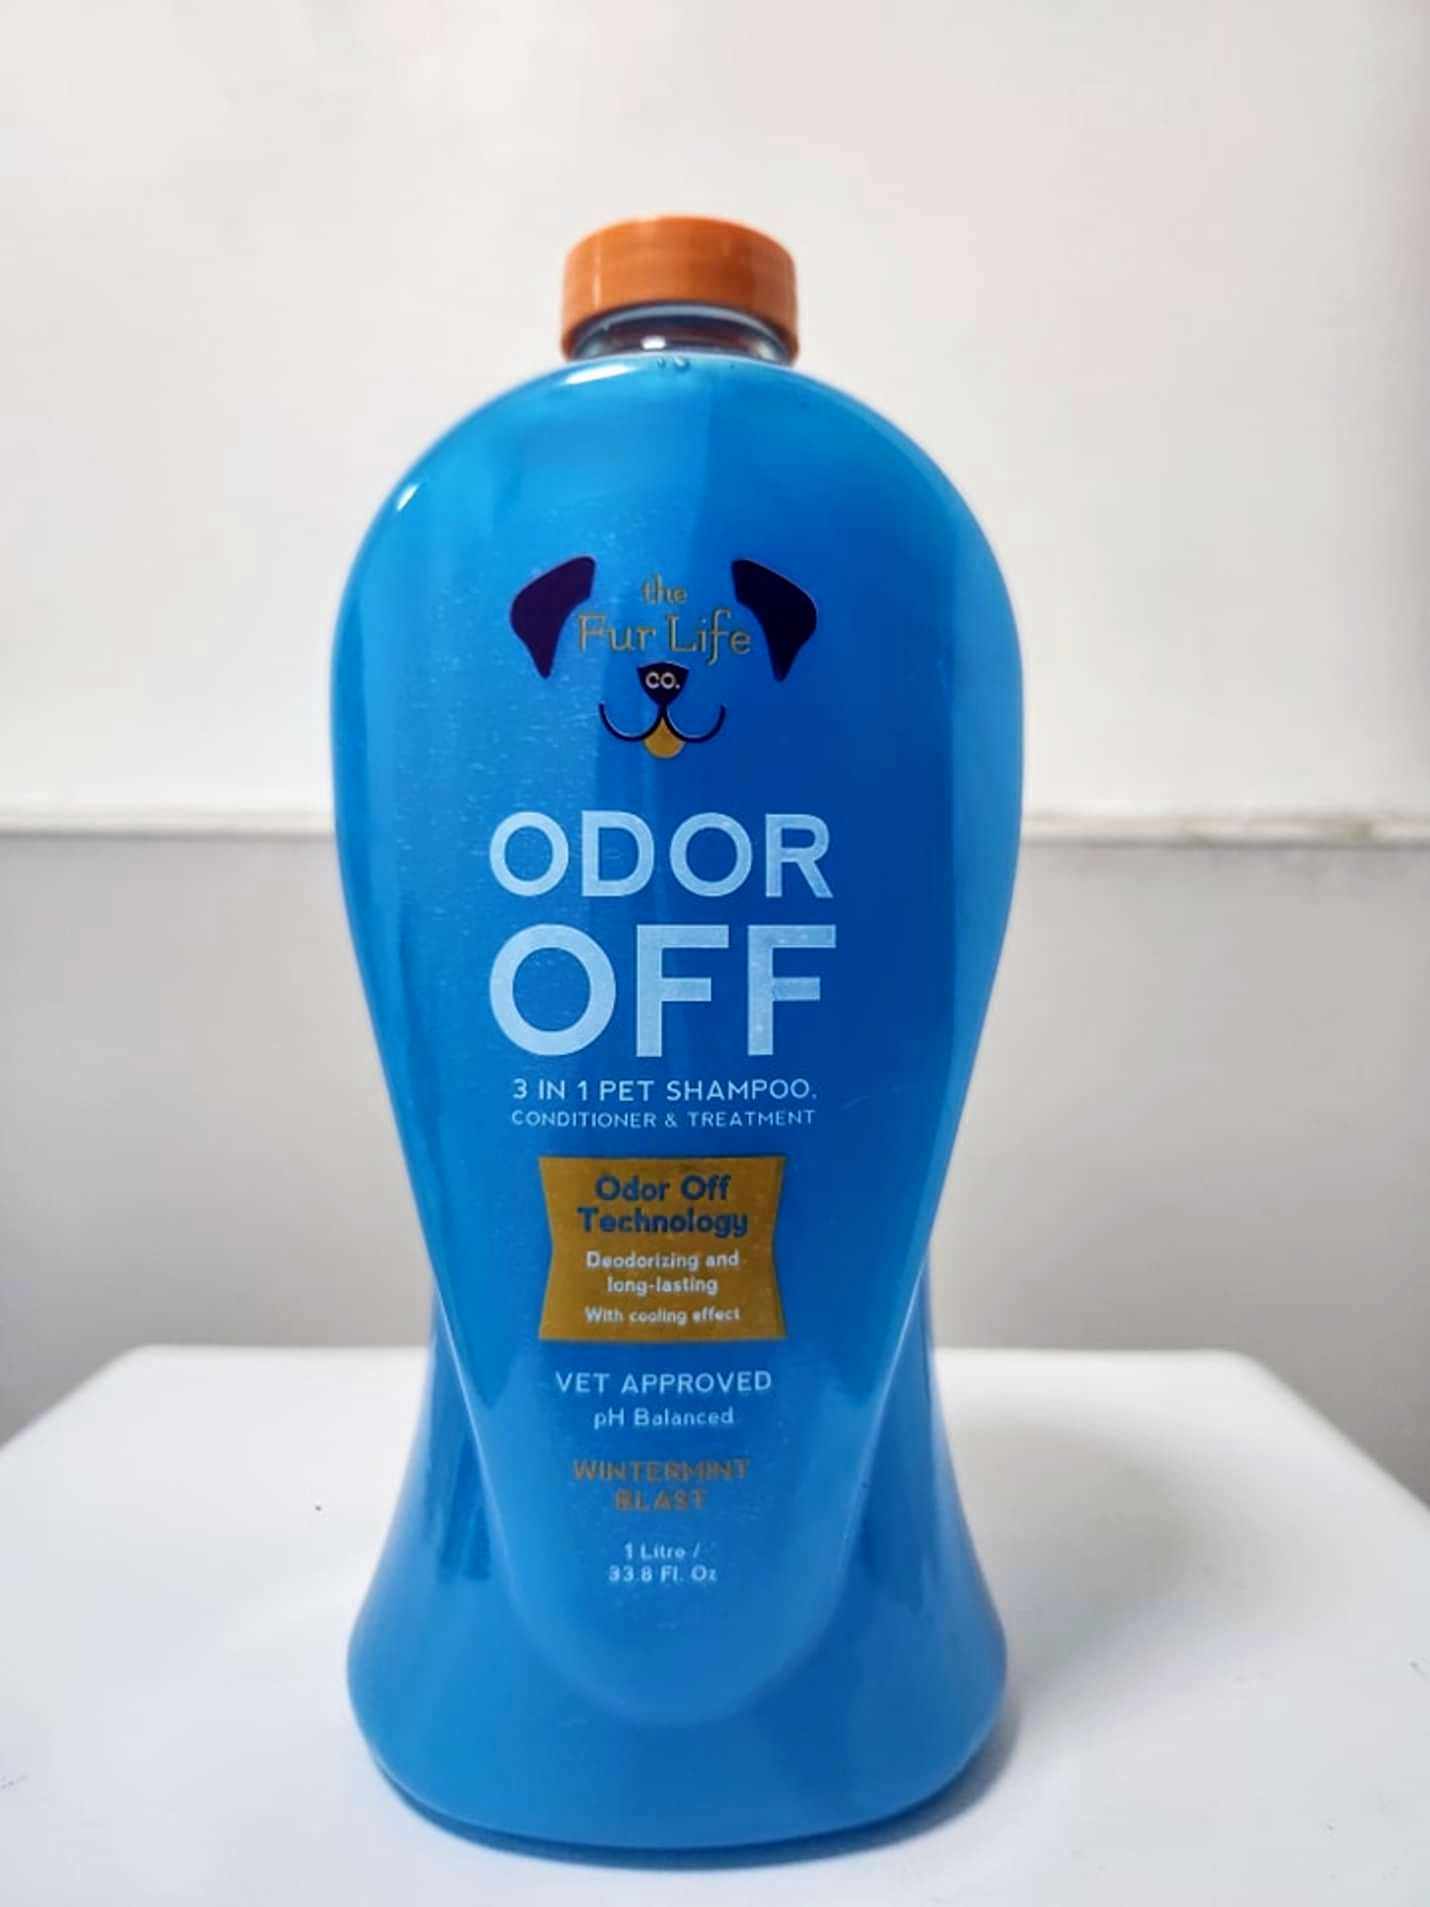 the
Fur Life
CO.
ODOR
OFF
3 IN 1 PET SHAMPOO,
CONDITIONER & TREATMENT
Odor Off
Technology
Deodorizing and
long-lasting
With cooling effect
VET APPROVED
pH Balanced
WINTERMINT
BLAST
1 Litre /
33.8 Fl. Oz